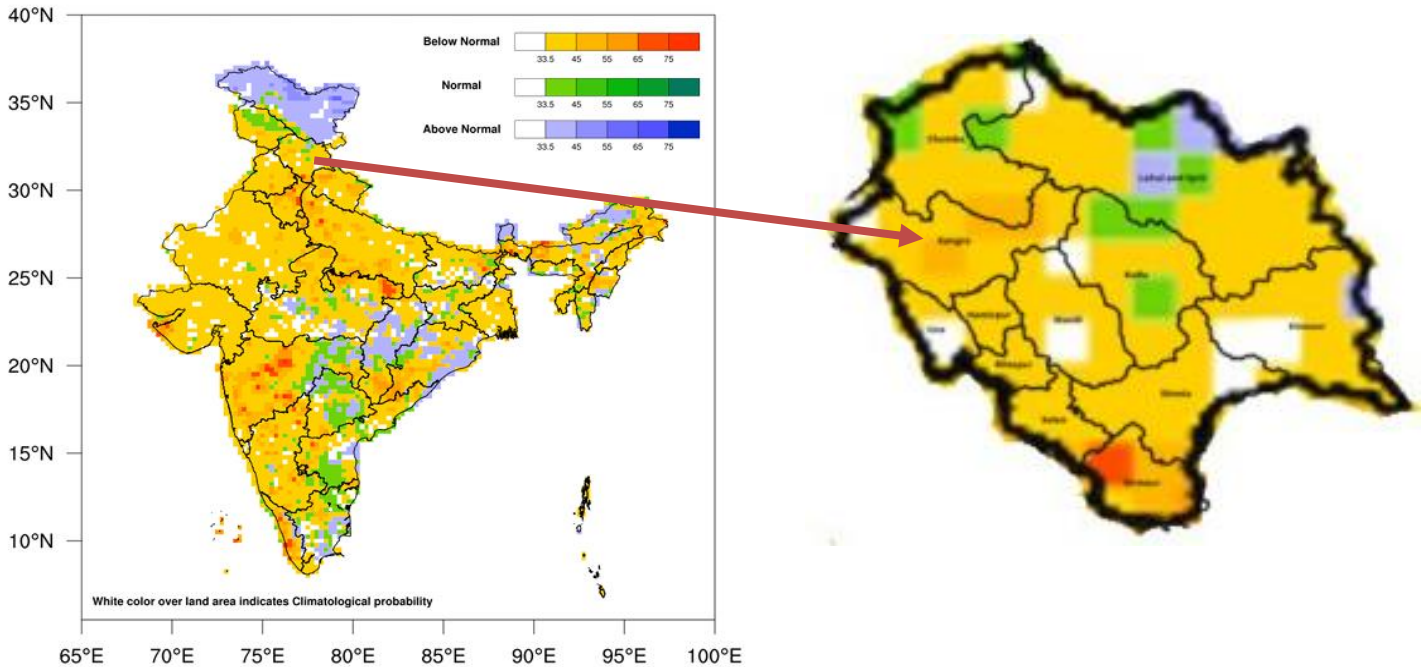 40°N
35°N
30°N
25°N
20°N
15°N
10°N
65°E 70°E 75°E 80°E 85°E 90°E 95°E 100°E
Below Normal
33.5 45 55 65 75
Normal
33.5 45 55 65 75
Above Normal
33.5 45 55 65 75
White color over land area indicates Climatological probability
Chamba
Lahul and Spiti
Kangra
Kullu
Hamirpur
Mandi
Una
Kinnaur
Bilaspur
Shimla
Solan
Sirmaur